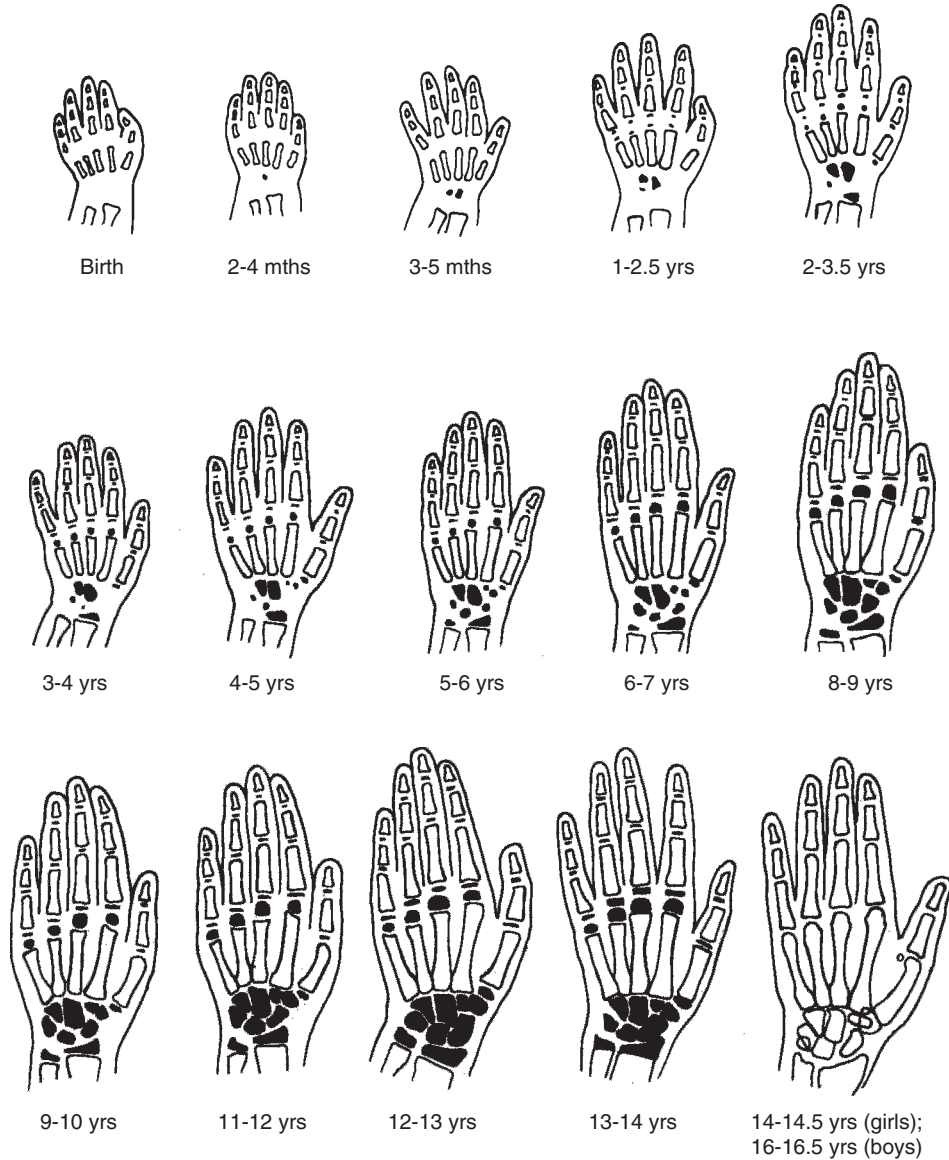 Birth
2-4 mths
3-5 mths
1-2.5 yrs
2-3.5 yrs
3-4 yrs
4-5 yrs
5-6 yrs
6-7 yrs
8-9 yrs
9-10 yrs
11-12 yrs
12-13 yrs
13-14 yrs
14-14.5 yrs (girls);
16-16.5 yrs (boys)